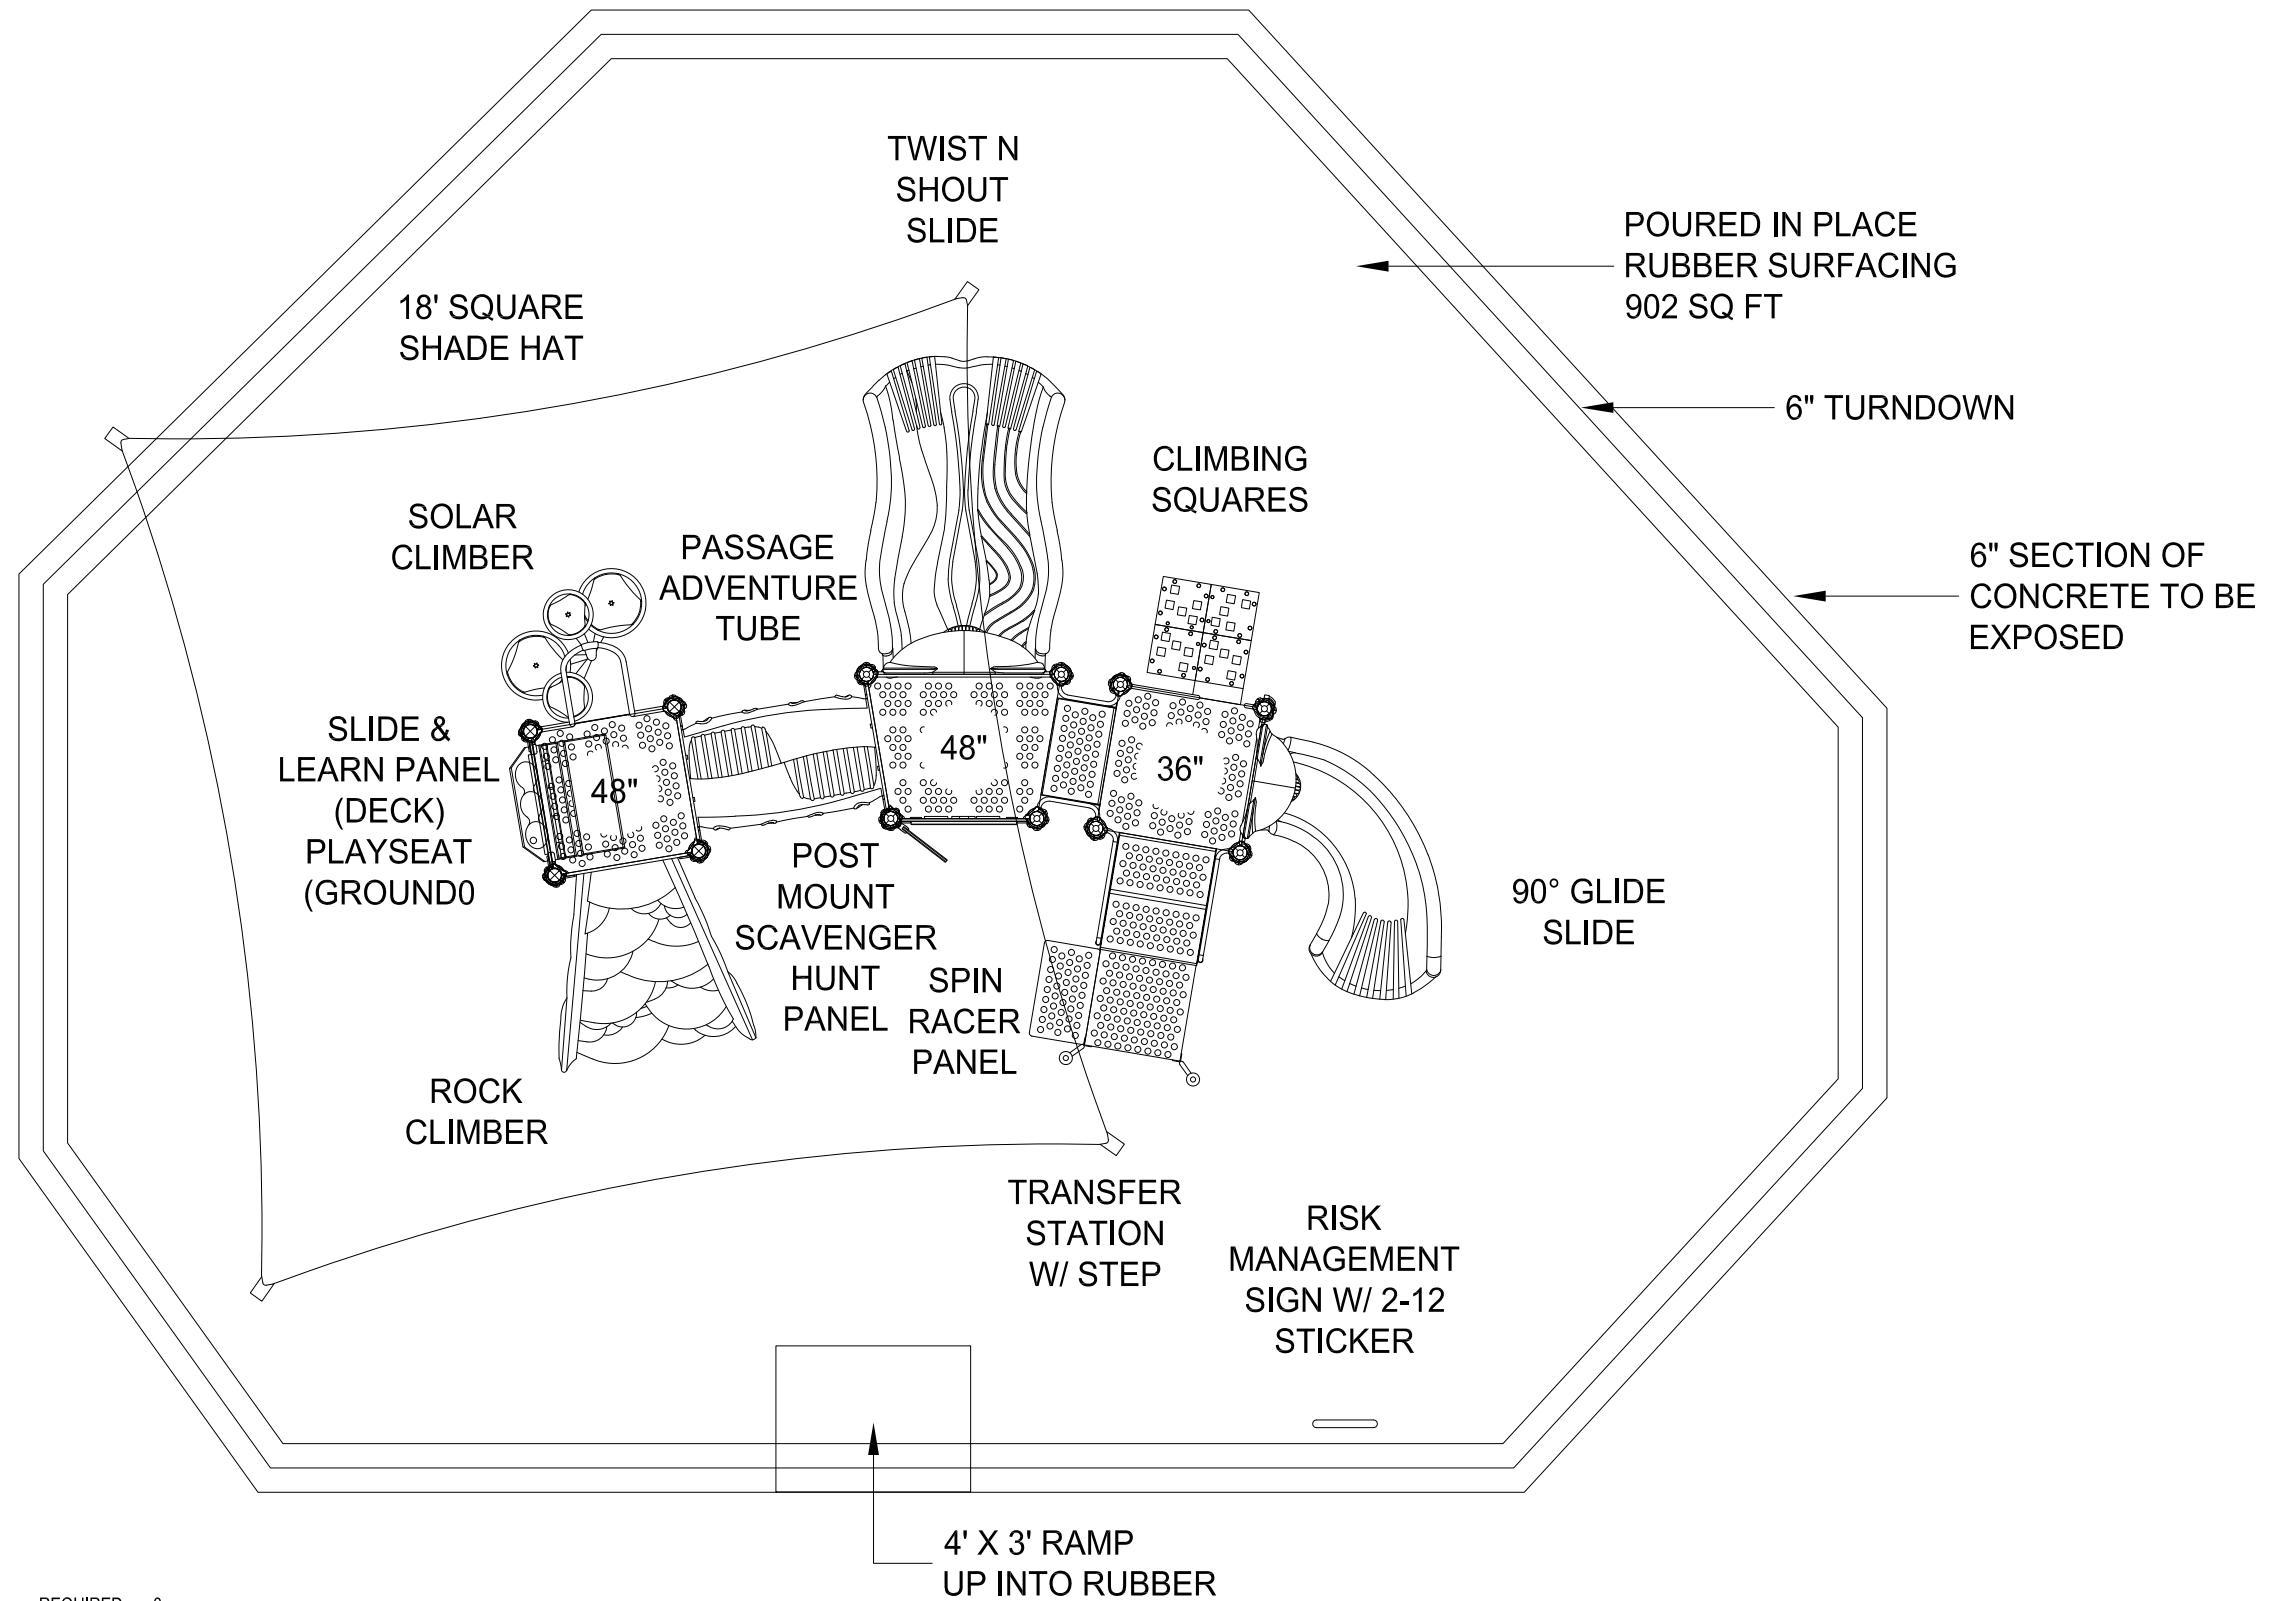 TWIST N
SHOUT
SLIDE
POURED IN PLACE
RUBBER SURFACING
902 SQ FT
18' SQUARE
SHADE HAT
6" TURNDOWN
CLIMBING
SQUARES
SOLAR
CLIMBER
PASSAGE
ADVENTURE
TUBE
6" SECTION OF
CONCRETE TO BE
EXPOSED
SLIDE &
LEARN PANEL
(DECK)
PLAYSEAT
(GROUND0
48"
48"
36"
POST
MOUNT
SCAVENGER
HUNT
PANEL
SPIN
RACER
PANEL
90° GLIDE
SLIDE
ROCK
CLIMBER
TRANSFER
STATION
W/ STEP
RISK
MANAGEMENT
SIGN W/ 2-12
STICKER
4' X 3' RAMP
UP INTO RUBBER